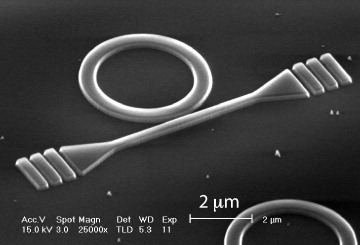 2 μm
Acc.V Spot Magn Det WD Exp
15.0 kV 3.0 25000x TLD 5.3 11 2 μm